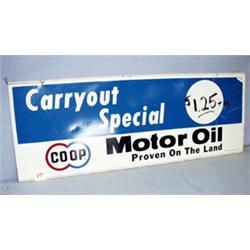 Carryout
Special
$1.25
COOP
Motor Oil
Proven On The Land